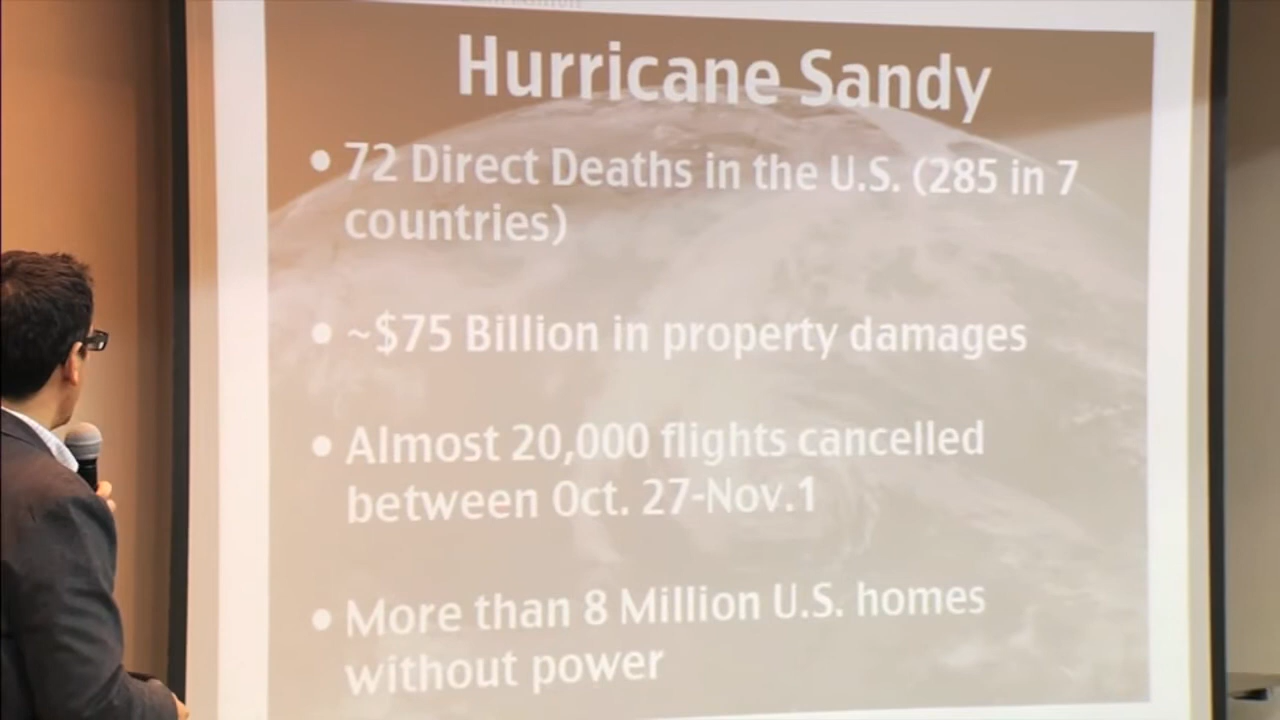 Hurricane Sandy
• 72 Direct Deaths in the U.S. (285 in 7
countries)
• ~$75 Billion in property damages
• Almost 20,000 flights cancelled
between Oct. 27-Nov.1
• More than 8 Million U.S. homes
without power